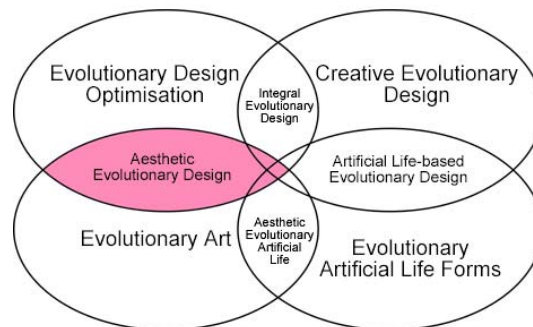 Evolutionary Design
Optimisation
Integral
Evolutionary
Design
Creative Evolutionary
Design
Aesthetic
Evolutionary Design
Artificial Life-based
Evolutionary Design
Evolutionary Art
Aesthetic
Evolutionary
Artificial
Life
Evolutionary
Artificial Life Forms